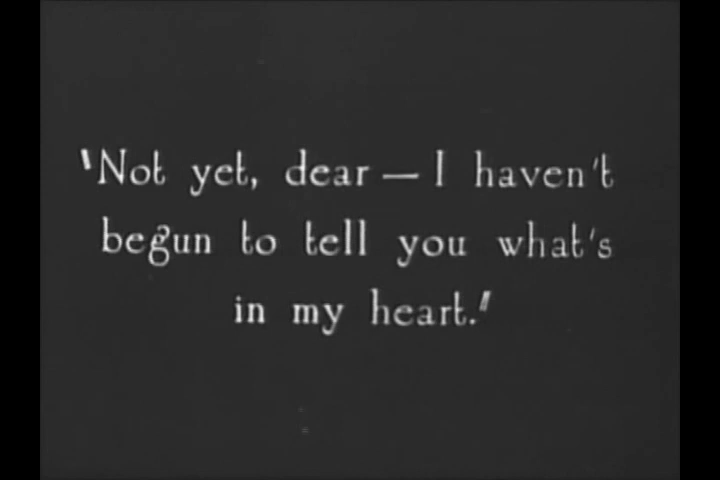 "Not yet, dear — I haven't
begun to tell you what's
in my heart."